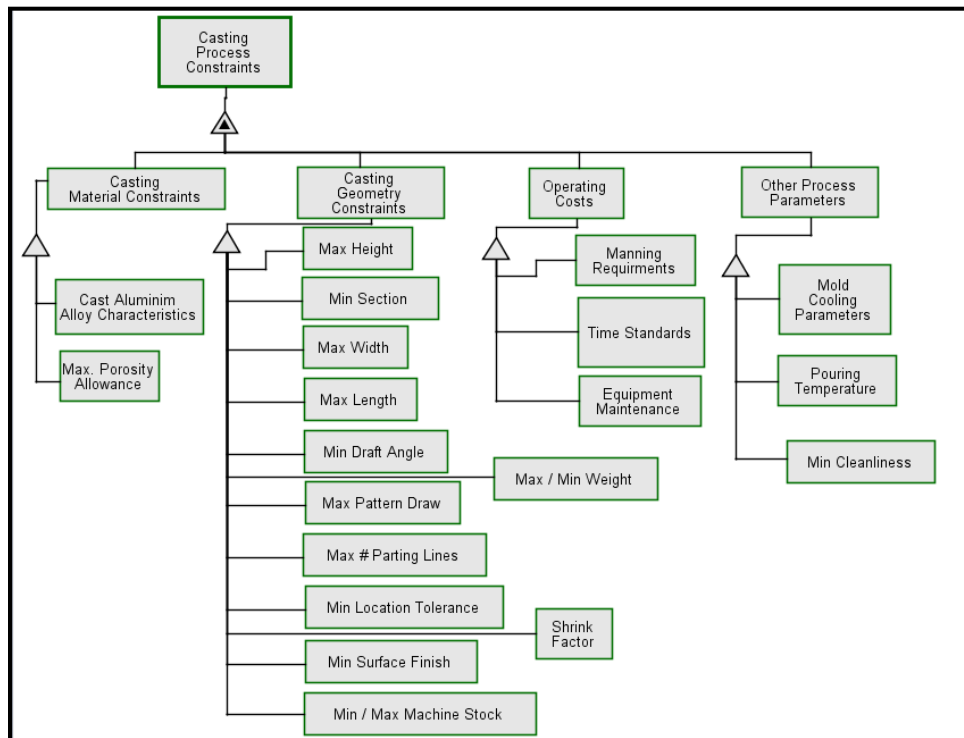 Casting
Process
Constraints
Casting
Material Constraints
Casting
Geometry
Constraints
Operating
Costs
Other Process
Parameters
Cast Aluminim
Alloy Characteristics
Max. Porosity
Allowance
Max Height
Min Section
Max Width
Max Length
Min Draft Angle
Max / Min Weight
Max Pattern Draw
Max # Parting Lines
Min Location Tolerance
Shrink
Factor
Min Surface Finish
Min / Max Machine Stock
Manning
Requirments
Time Standards
Equipment
Maintenance
Mold
Cooling
Parameters
Pouring
Temperature
Min Cleanliness